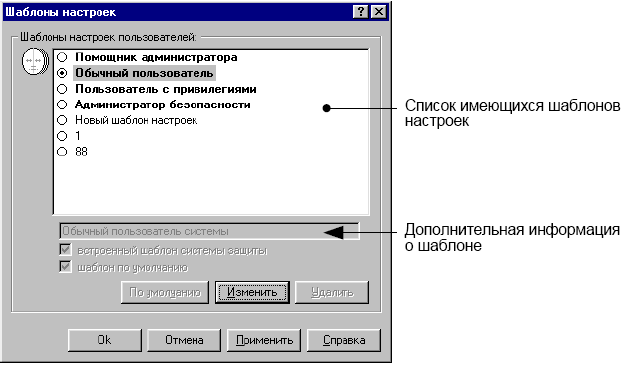 Шаблоны настроек
Шаблоны настроек пользователей:
Помощник администратора
Обычный пользователь
Пользователь с привилегиями
Администратор безопасности
Новый шаблон настроек
1
88
Список имеющихся шаблонов
настроек
Обычный пользователь системы
Дополнительная информация
о шаблоне
встроенный шаблон системы защиты
шаблон по умолчанию
По умолчанию Изменить Удалить
Ok Отмена Применить Справка